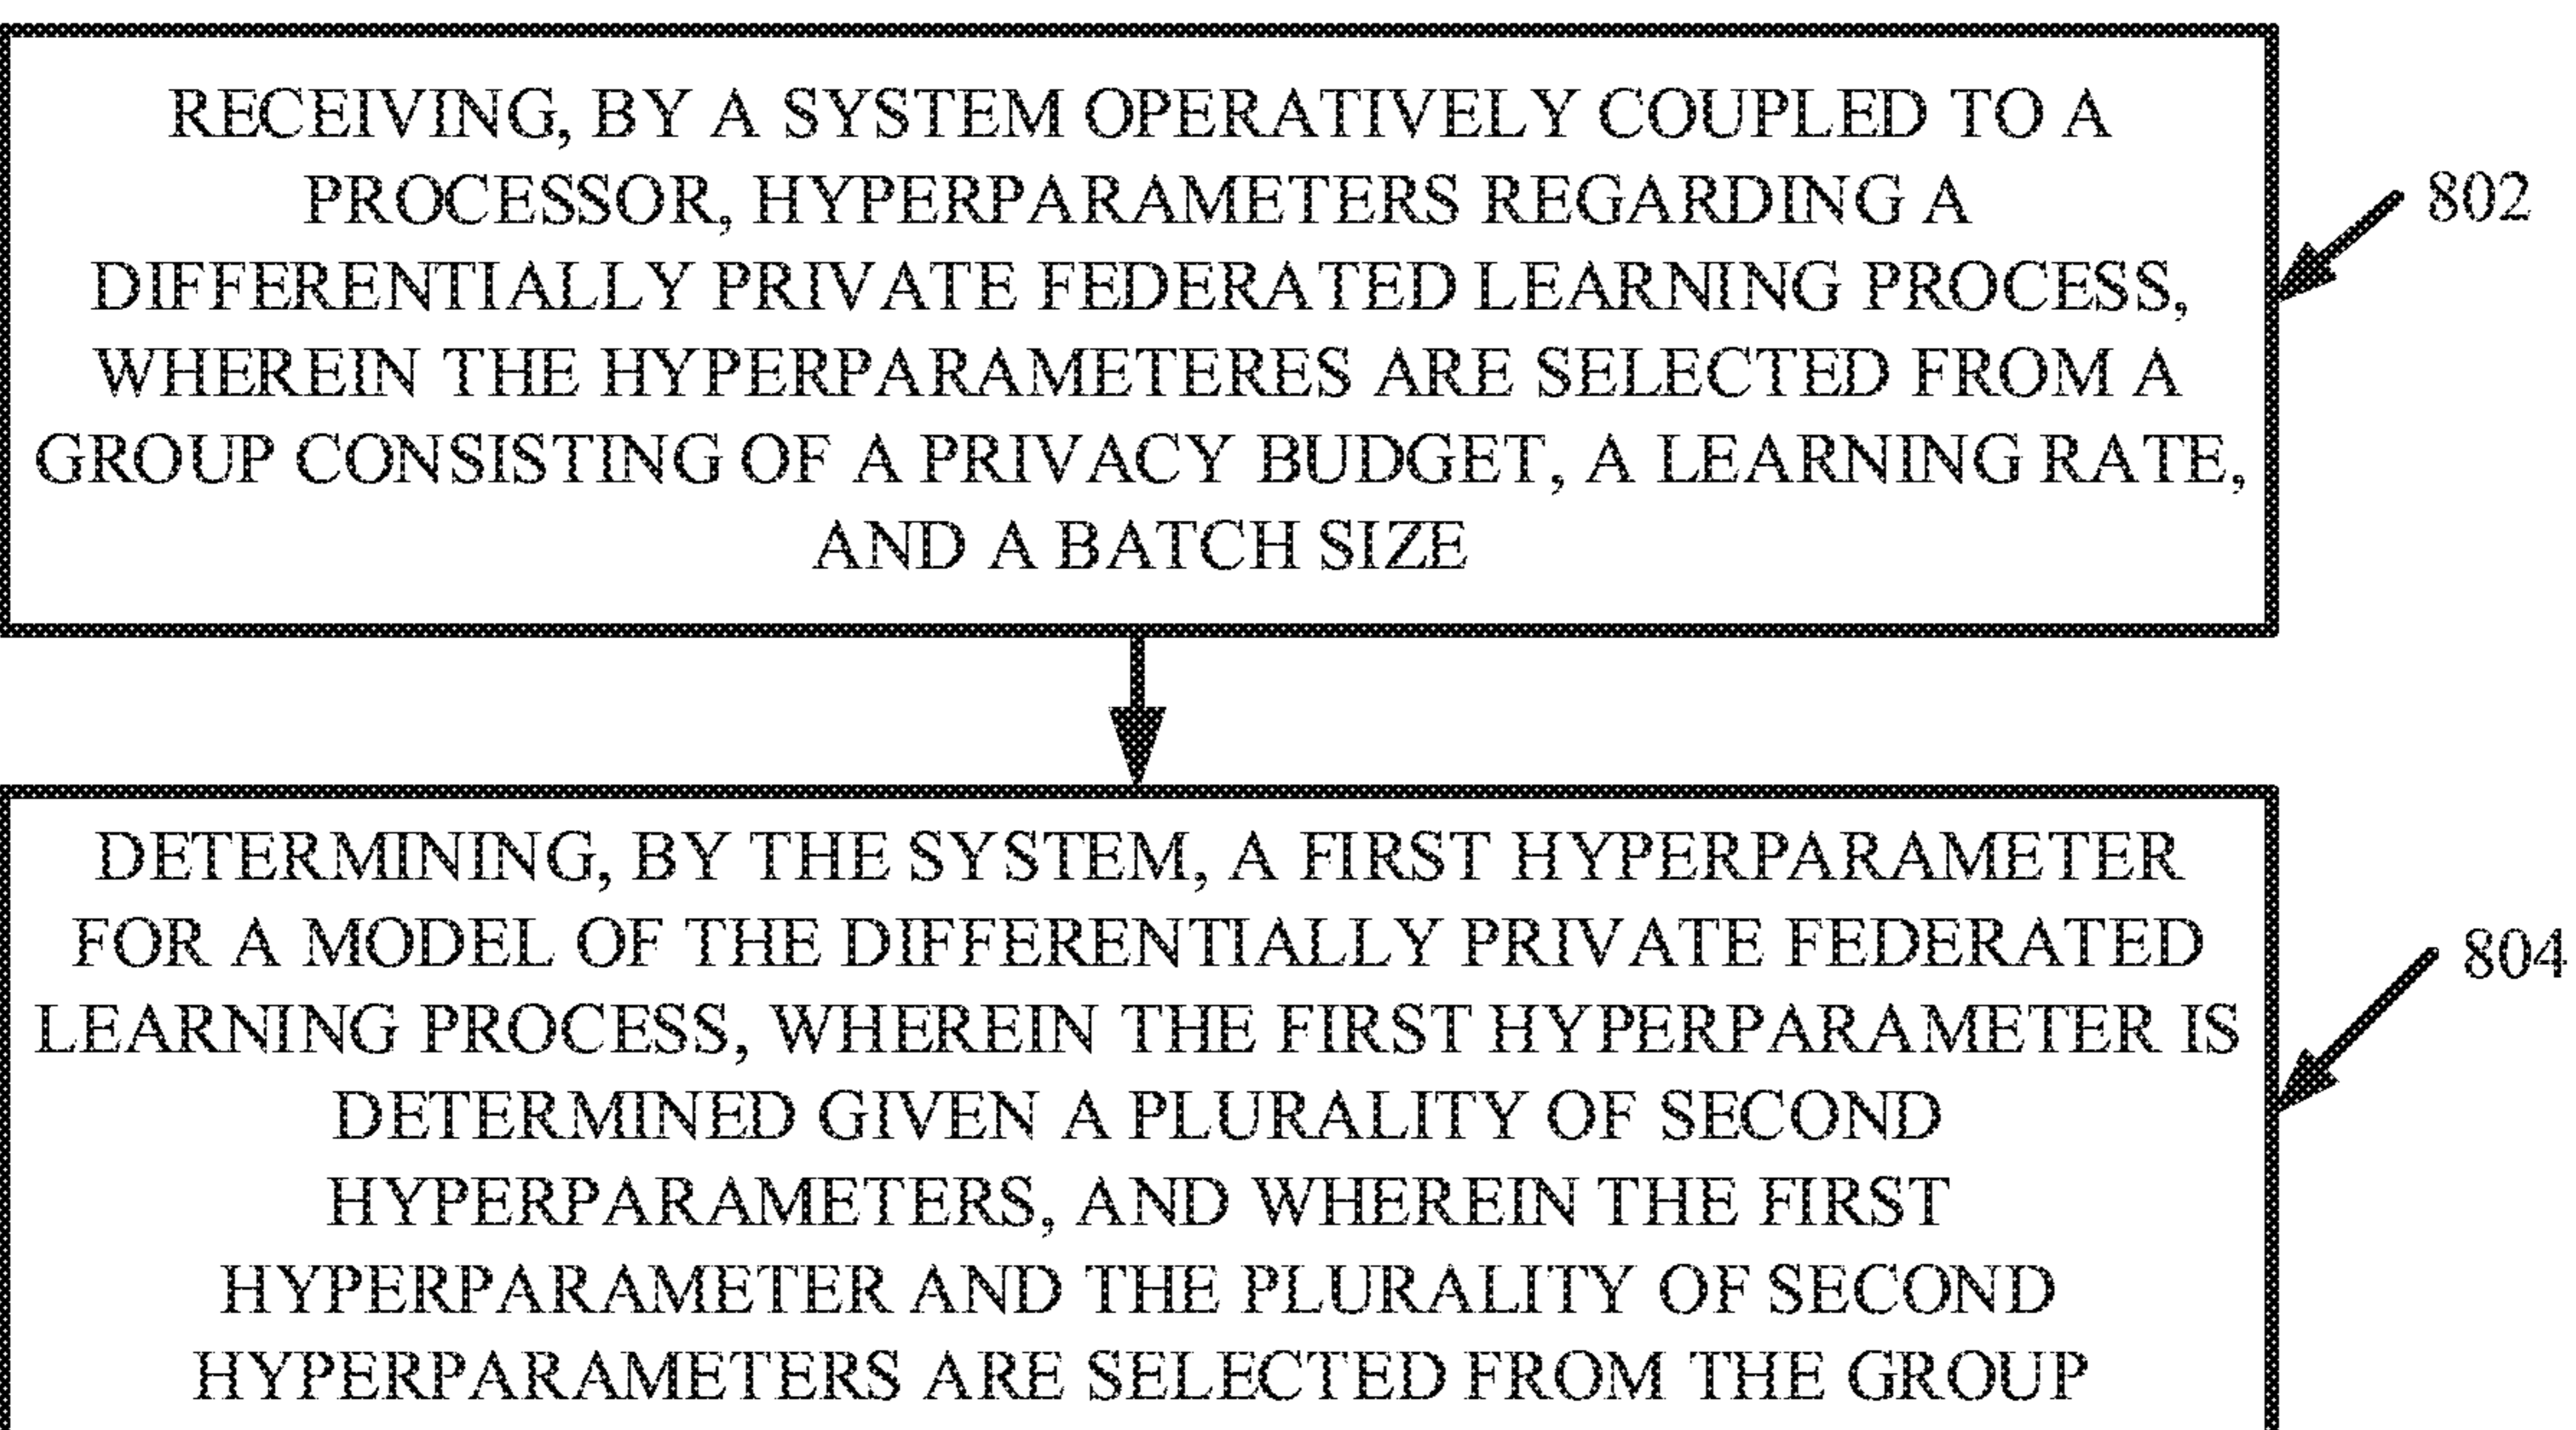 RECEIVING, BY A SYSTEM OPERATIVELY COUPLED TO A
PROCESSOR, HYPERPARAMETERS REGARDING A
DIFFERENTIALLY PRIVATE FEDERATED LEARNING PROCESS,
WHEREIN THE HYPERPARAMETERES ARE SELECTED FROM A
GROUP CONSISTING OF A PRIVACY BUDGET, A LEARNING RATE,
AND A BATCH SIZE
802
DETERMINING, BY THE SYSTEM, A FIRST HYPERPARAMETER
FOR A MODEL OF THE DIFFERENTIALLY PRIVATE FEDERATED
LEARNING PROCESS, WHEREIN THE FIRST HYPERPARAMETER IS
DETERMINED GIVEN A PLURALITY OF SECOND
HYPERPARAMETERS, AND WHEREIN THE FIRST
HYPERPARAMETER AND THE PLURALITY OF SECOND
HYPERPARAMETERS ARE SELECTED FROM THE GROUP
804